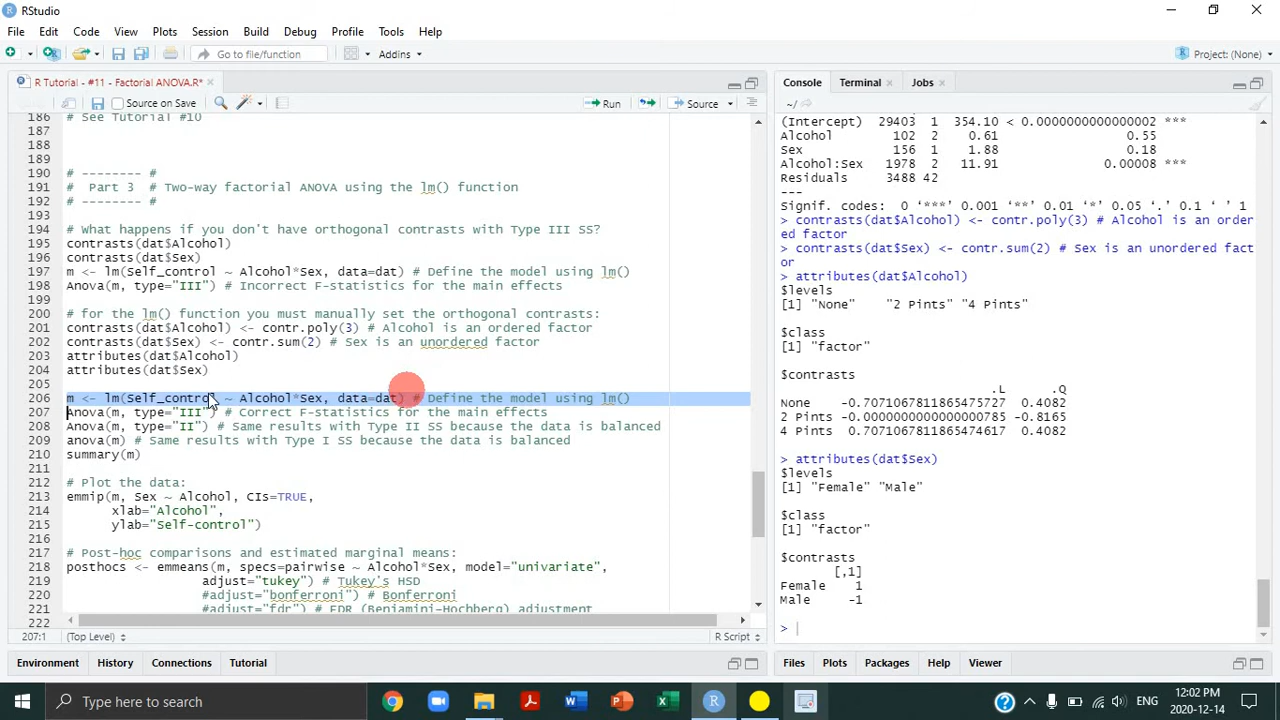 RStudio
File Edit Code View Plots Session Build Debug Profile Tools Help
Go to file/function Addins Project: (None)
R Tutorial - #11 - Factorial ANOVA.R*
Source on Save Run Source
186 # See Tutorial #10
187
188
189
190 # -------- #
191 # Part 3 # Two-way factorial ANOVA using the lm() function
192 # -------- #
193
194 # What happens if you don't have orthogonal contrasts with Type III SS?
195 contrasts(dat$Alcohol)
196 contrasts(dat$Sex)
197 m <- lm(Self_control ~ Alcohol*Sex, data=dat) # Define the model using lm()
198 Anova(m, type="III") # Incorrect F-statistics for the main effects
199
200 # for the lm() function you must manually set the orthogonal contrasts:
201 contrasts(dat$Alcohol) <- contr.poly(3) # Alcohol is an ordered factor
202 contrasts(dat$Sex) <- contr.sum(2) # Sex is an unordered factor
203 attributes(dat$Alcohol)
204 attributes(dat$Sex)
205
206 m <- lm(Self_control ~ Alcohol*Sex, data=dat) # Define the model using lm()
207 Anova(m, type="III") # Correct F-statistics for the main effects
208 Anova(m, type="II") # Same results with Type II SS because the data is balanced
209 anova(m) # Same results with Type I SS because the data is balanced
210 summary(m)
211
212 # Plot the data:
213 emmip(m, Sex ~ Alcohol, CIs=TRUE,
214 xlab="Alcohol",
215 ylab="Self-control")
216
217 # Post-hoc comparisons and estimated marginal means:
218 posthocs <- emmeans(m, specs=pairwise ~ Alcohol*Sex, model="univariate",
219 adjust="tukey") # Tukey's HSD
220 #adjust="bonferroni") # Bonferroni
221 #adjust="fdr") # FDR (Benjamini-Hochberg) adjustment
222
207:1 (Top Level) R Script
Environment History Connections Tutorial
Console Terminal Jobs
~/
(Intercept) 29403 1 354.10 < 0.0000000000000002 ***
Alcohol 102 2 0.61 0.55
Sex 156 1 1.88 0.18
Alcohol:Sex 1978 2 11.91 0.00008 ***
Residuals 3488 42
---
Signif. codes: 0 ‘***’ 0.001 ‘**’ 0.01 ‘*’ 0.05 ‘.’ 0.1 ‘ ’ 1
> contrasts(dat$Alcohol) <- contr.poly(3) # Alcohol is an order
ed factor
> contrasts(dat$Sex) <- contr.sum(2) # Sex is an unordered fact
or
> attributes(dat$Alcohol)
$levels
[1] "None" "2 Pints" "4 Pints"
$class
[1] "factor"
$contrasts
.L .Q
None -0.7071067811865727 0.4082
2 Pints -0.0000000000000000785 -0.8165
4 Pints 0.7071067811865474617 0.4082
> attributes(dat$Sex)
$levels
[1] "Female" "Male"
$class
[1] "factor"
$contrasts
[,1]
Female 1
Male -1
>
Files Plots Packages Help Viewer
Type here to search
ENG
12:02 PM
2020-12-14